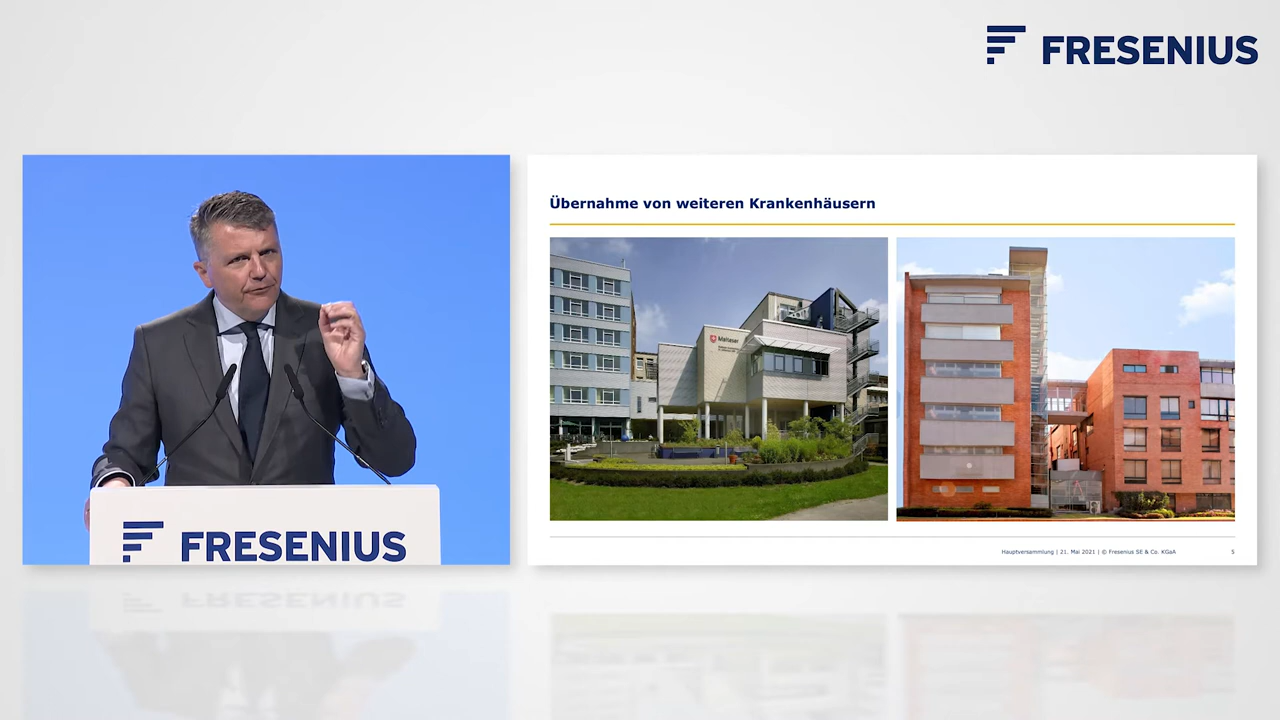 FRESENIUS
Übernahme von weiteren Krankenhäusern
Malteser
FRESENIUS
Hauptversammlung | 21. Mai 2021 | © Fresenius SE & Co. KGaA
5